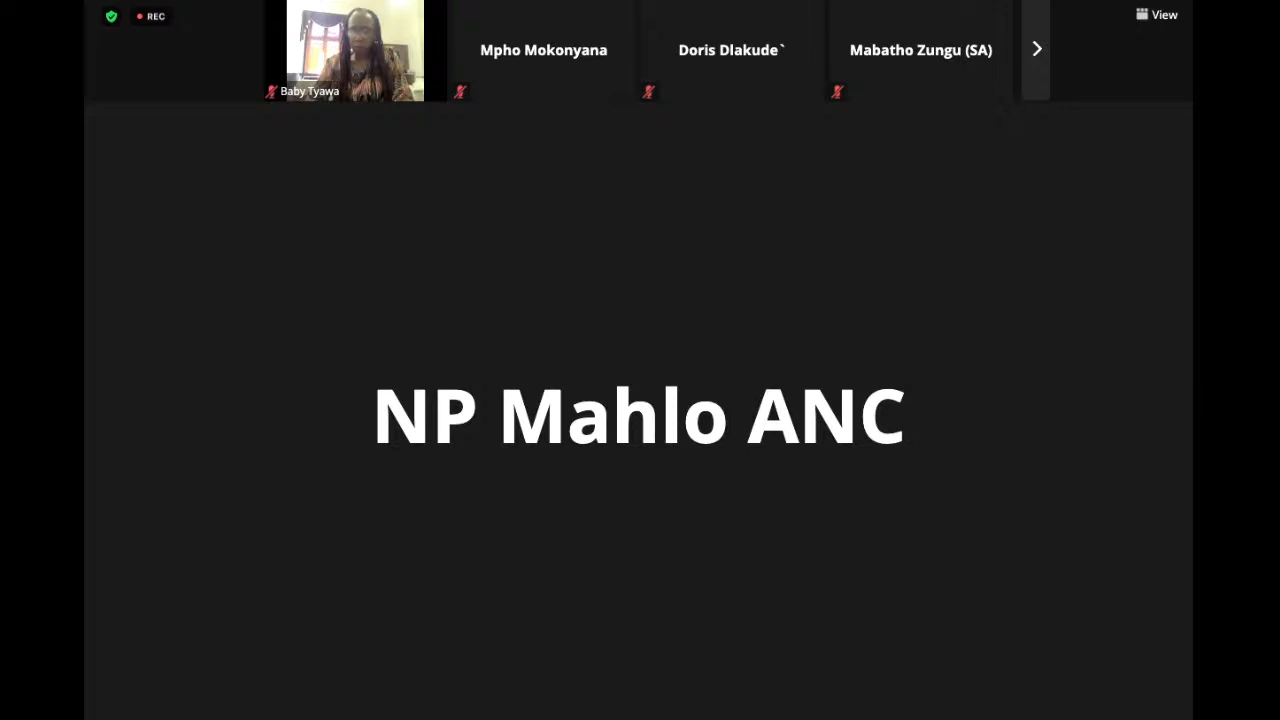 REC
View
Mpho Mokonyana
Doris Dlakude`
Mabatho Zungu (SA)
Baby Tyawa
NP Mahlo ANC